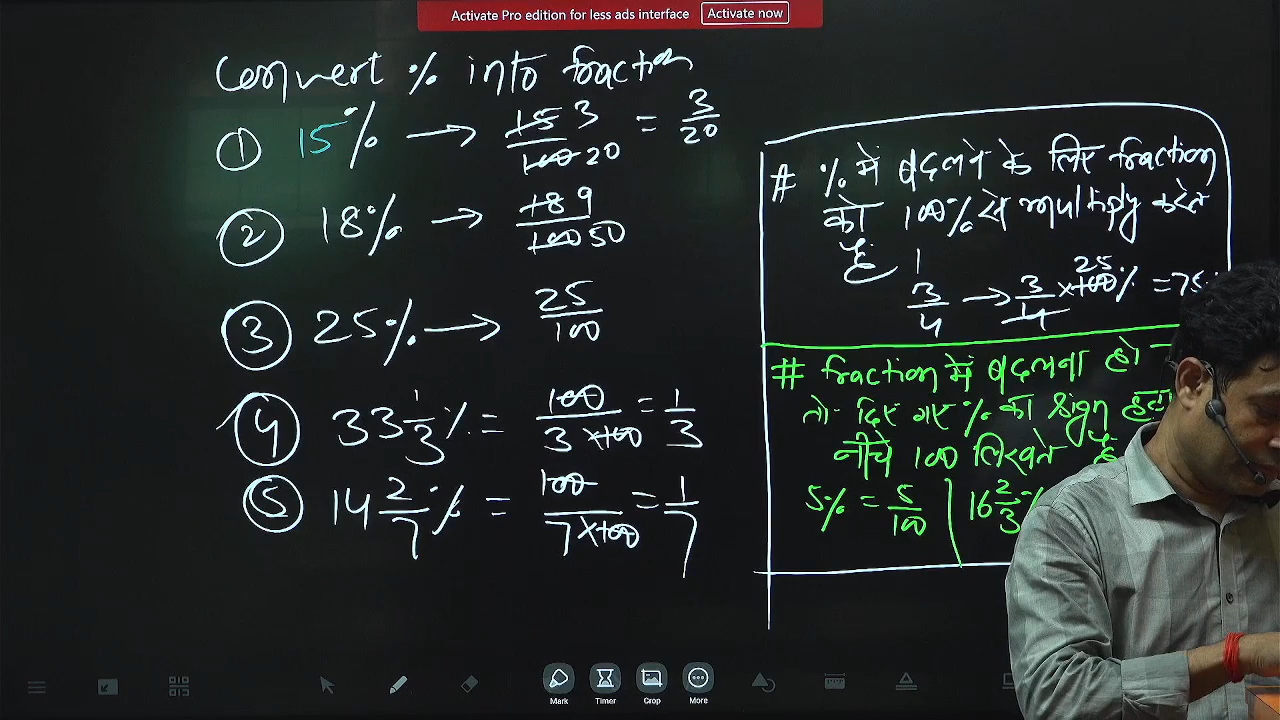 Activate Pro edition for less ads interface Activate now
Convert % into fraction
① 15% → 15 3 / 100 20 = 3/20
② 18% → 18 9 / 100 50
③ 25% → 25/100
④ 33 1/3 % = 100 / 3 × 100 = 1/3
⑤ 14 2/7 % = 100 / 7 × 100 = 1/7
# % में बदलने के लिए fraction
को 100% से multiply करते
हैं
3/4 → 3/4 × 100% 25 = 75
# fraction में बदलना हो
तो दिए गए % का sign हटा
नीचे 100 लिखते है
5% = 5/100 | 16 2/3 %
Mark Timer Crop More